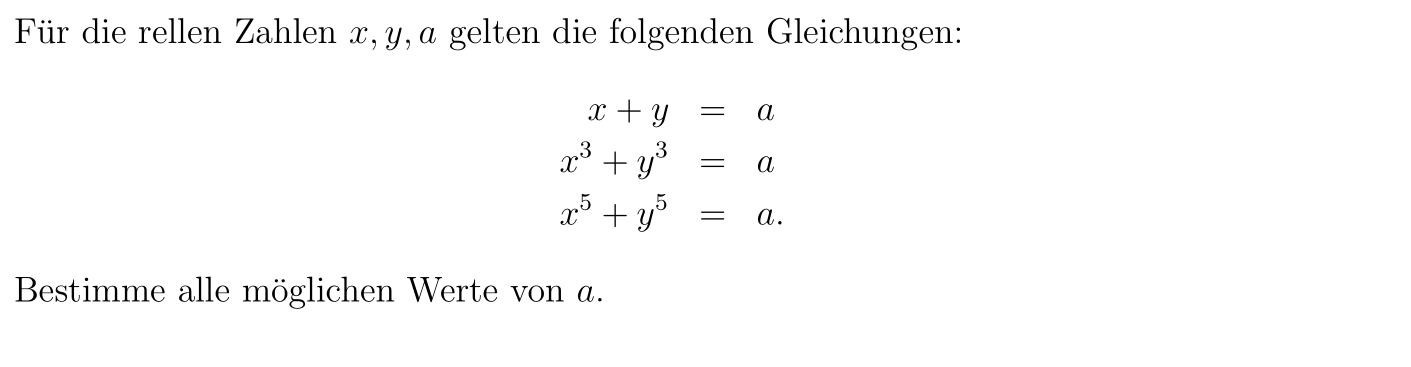 Für die rellen Zahlen x, y, a gelten die folgenden Gleichungen:
x + y = a
x³ + y³ = a
x⁵ + y⁵ = a.
Bestimme alle möglichen Werte von a.